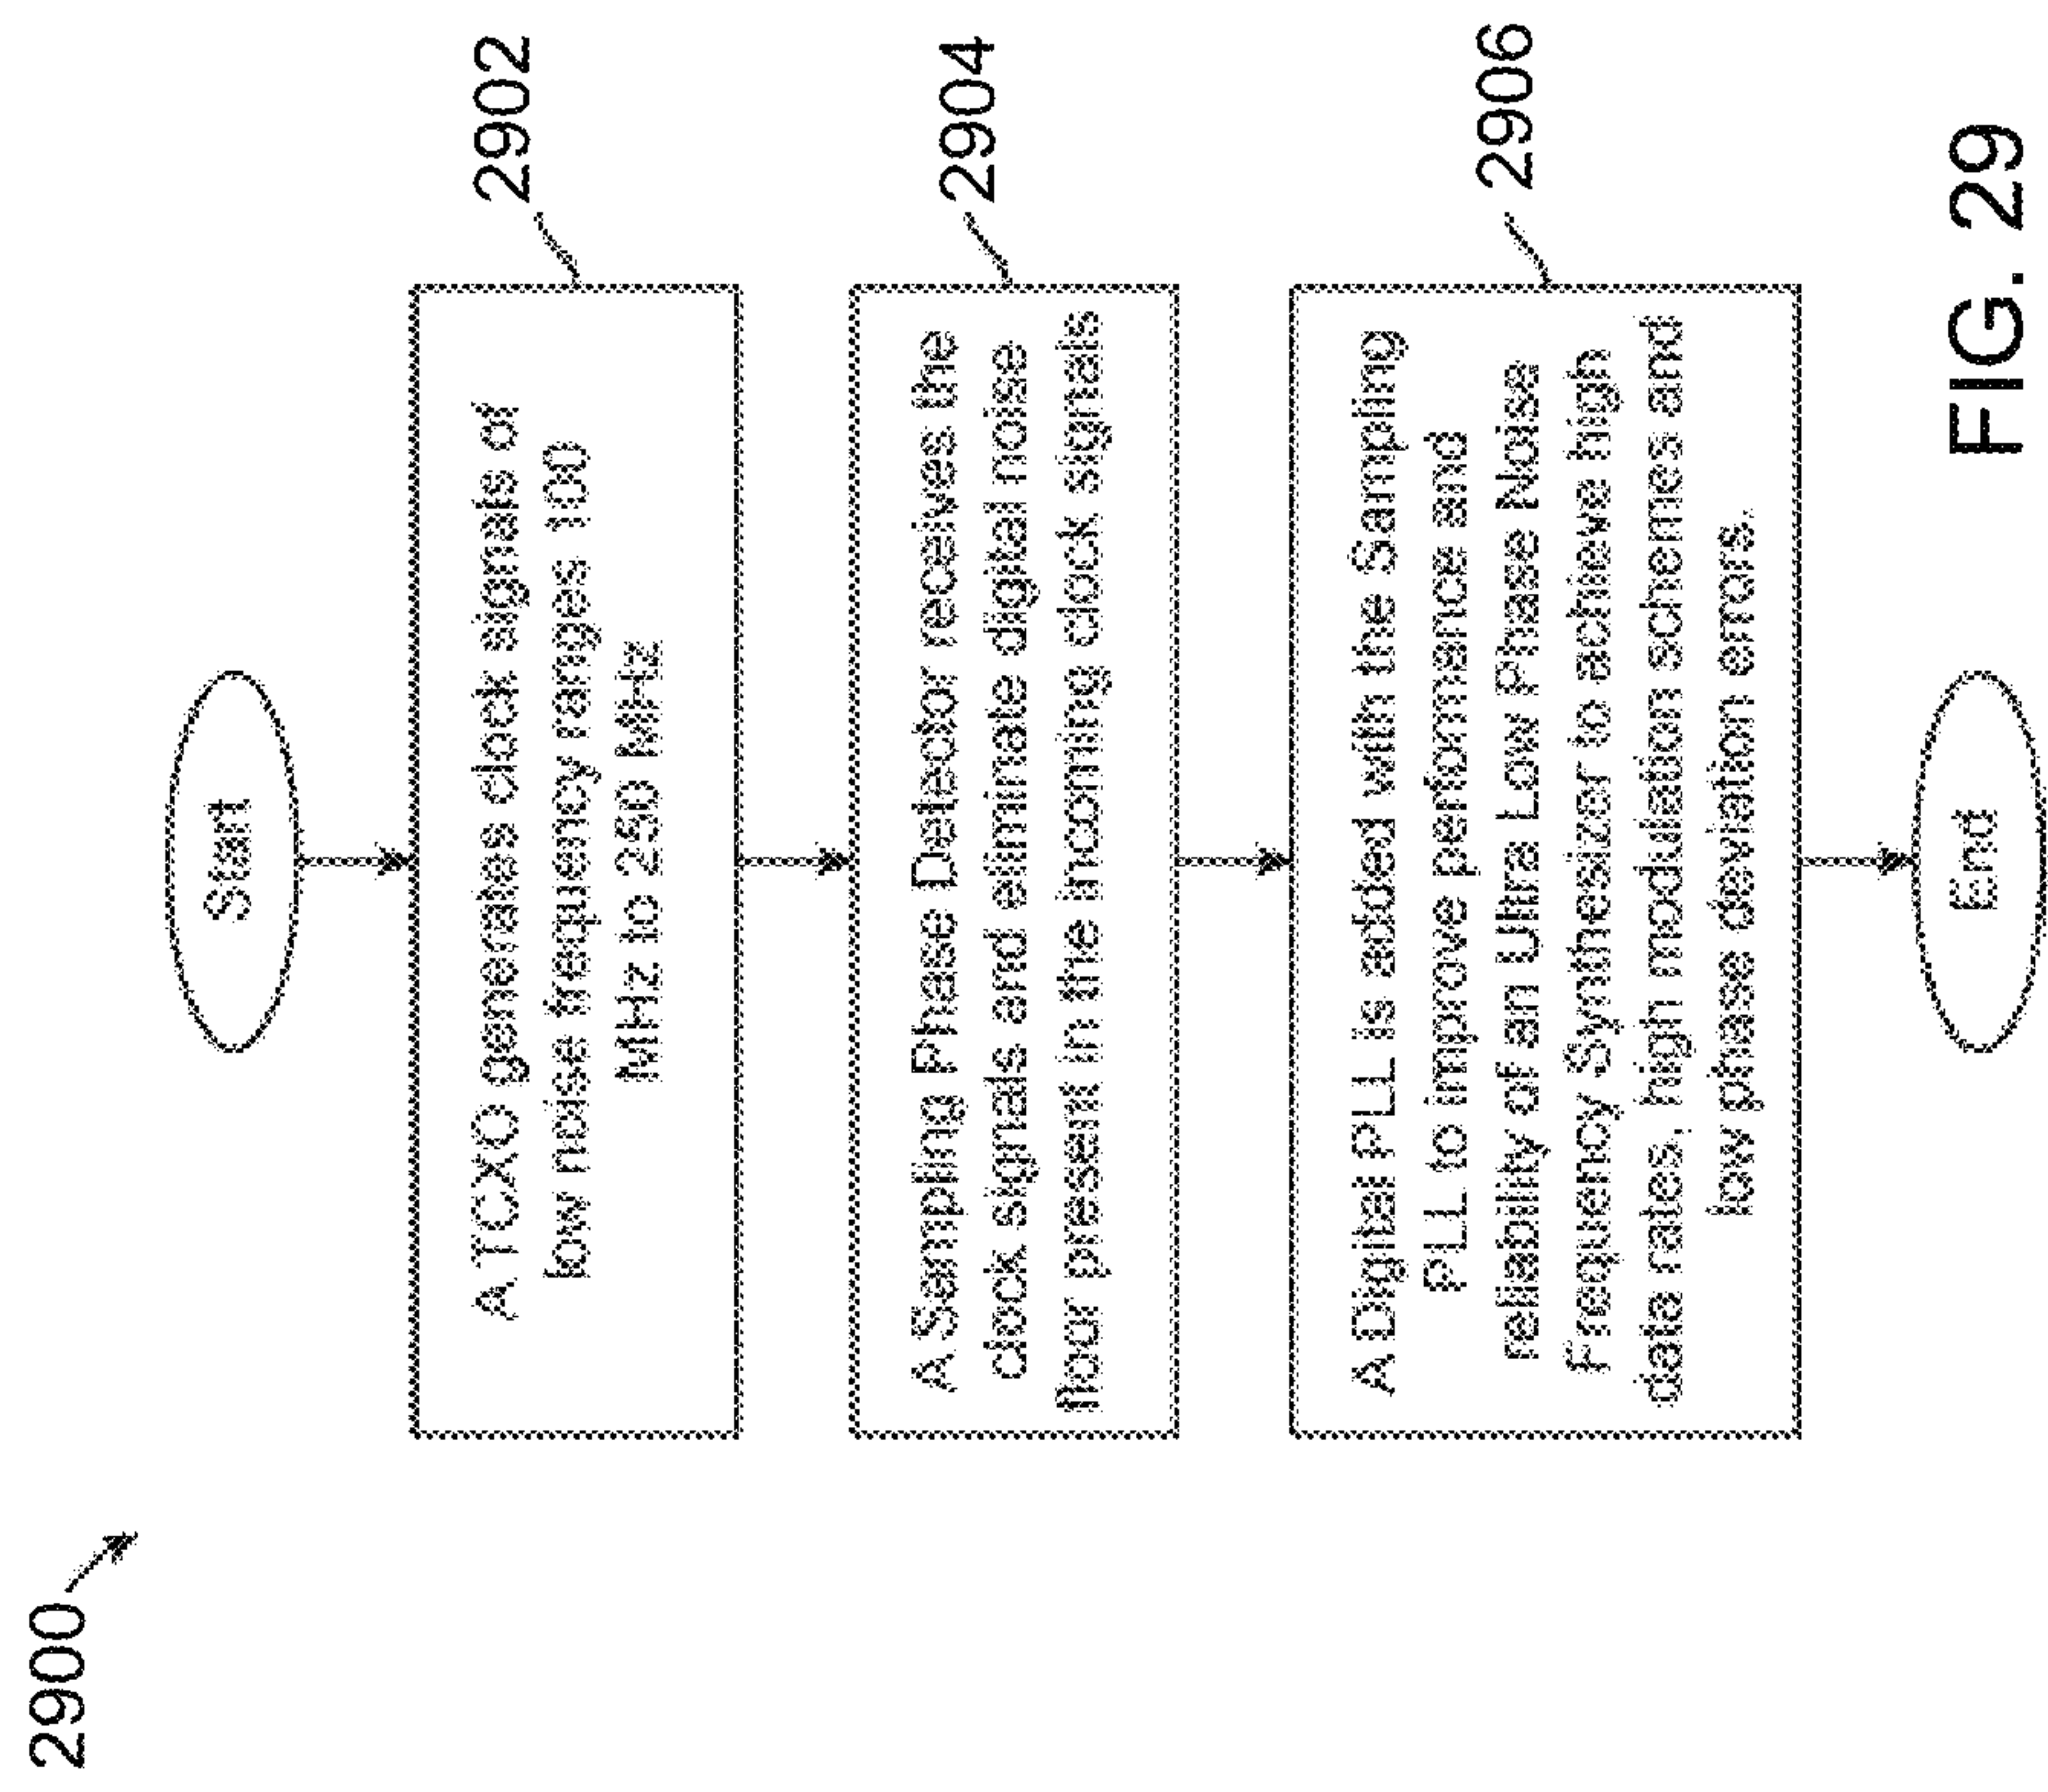 2900
Start
A TCXO generates clock signals of
low noise frequency ranges 100
MHz to 250 MHz
2902
A Sampling Phase Detector receives the
clock signals and eliminate digital noise
floor present in the incoming clock signals
2904
A Digital PLL is added with the Sampling
PLL to improve performance and
reliability of an Ultra Low Phase Noise
Frequency Synthesizer to achieve high
data rates, high modulation schemes and
low phase deviation errors.
2906
End
FIG. 29